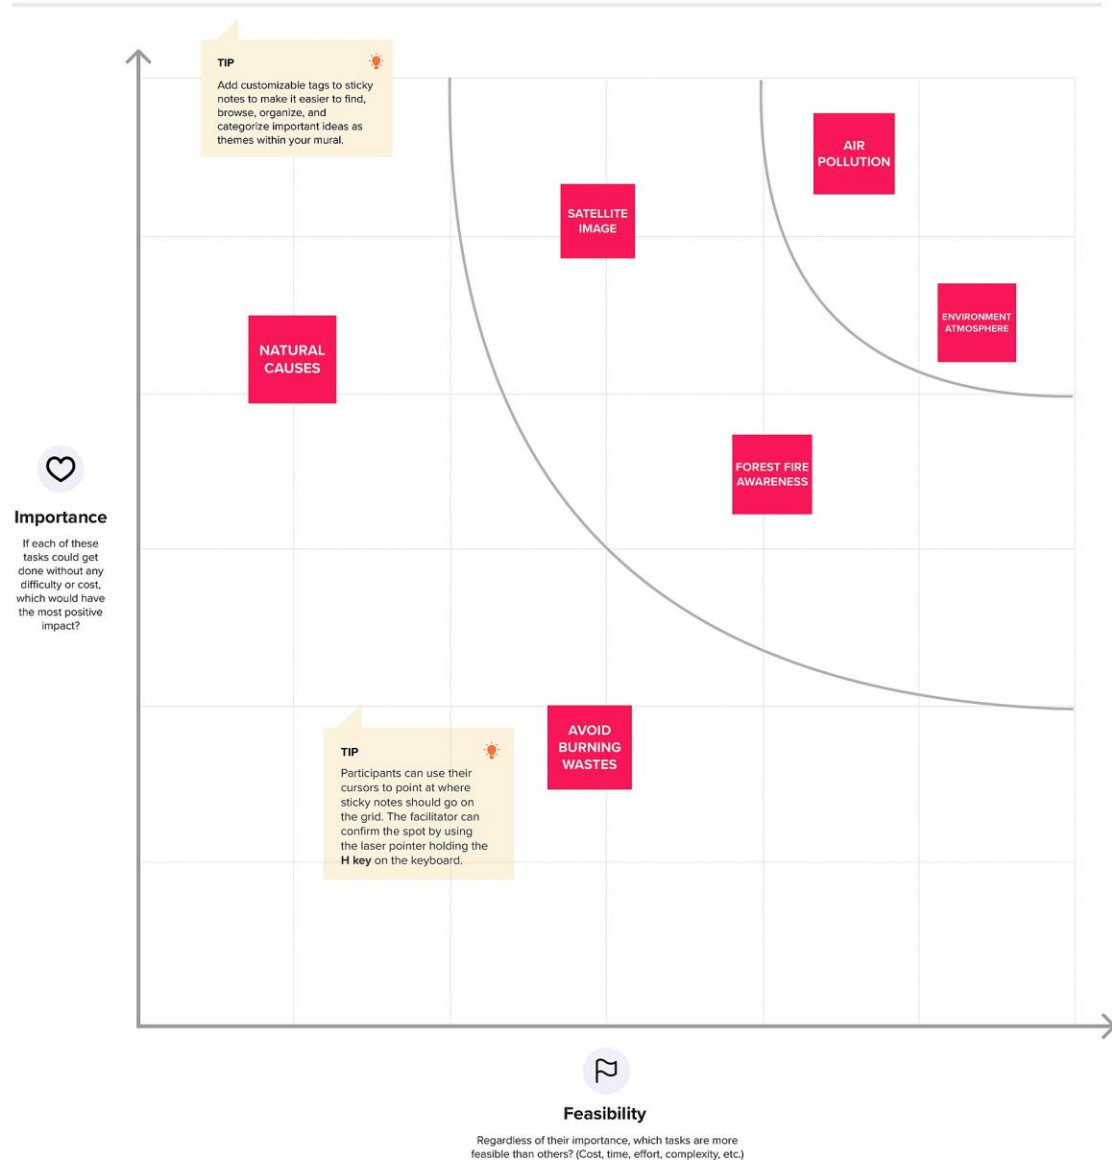 TIP
Add customizable tags to sticky
notes to make it easier to find,
browse, organize, and
categorize important ideas as
themes within your mural.
AIR
POLLUTION
SATELLITE
IMAGE
ENVIRONMENT
ATMOSPHERE
NATURAL
CAUSES
FOREST FIRE
AWARENESS
Importance
If each of these
tasks could get
done without any
difficulty or cost,
which would have
the most positive
impact?
AVOID
BURNING
WASTES
TIP
Participants can use their
cursors to point at where
sticky notes should go on
the grid. The facilitator can
confirm the spot by using
the laser pointer holding the
H key on the keyboard.
Feasibility
Regardless of their importance, which tasks are more
feasible than others? (Cost, time, effort, complexity, etc.)